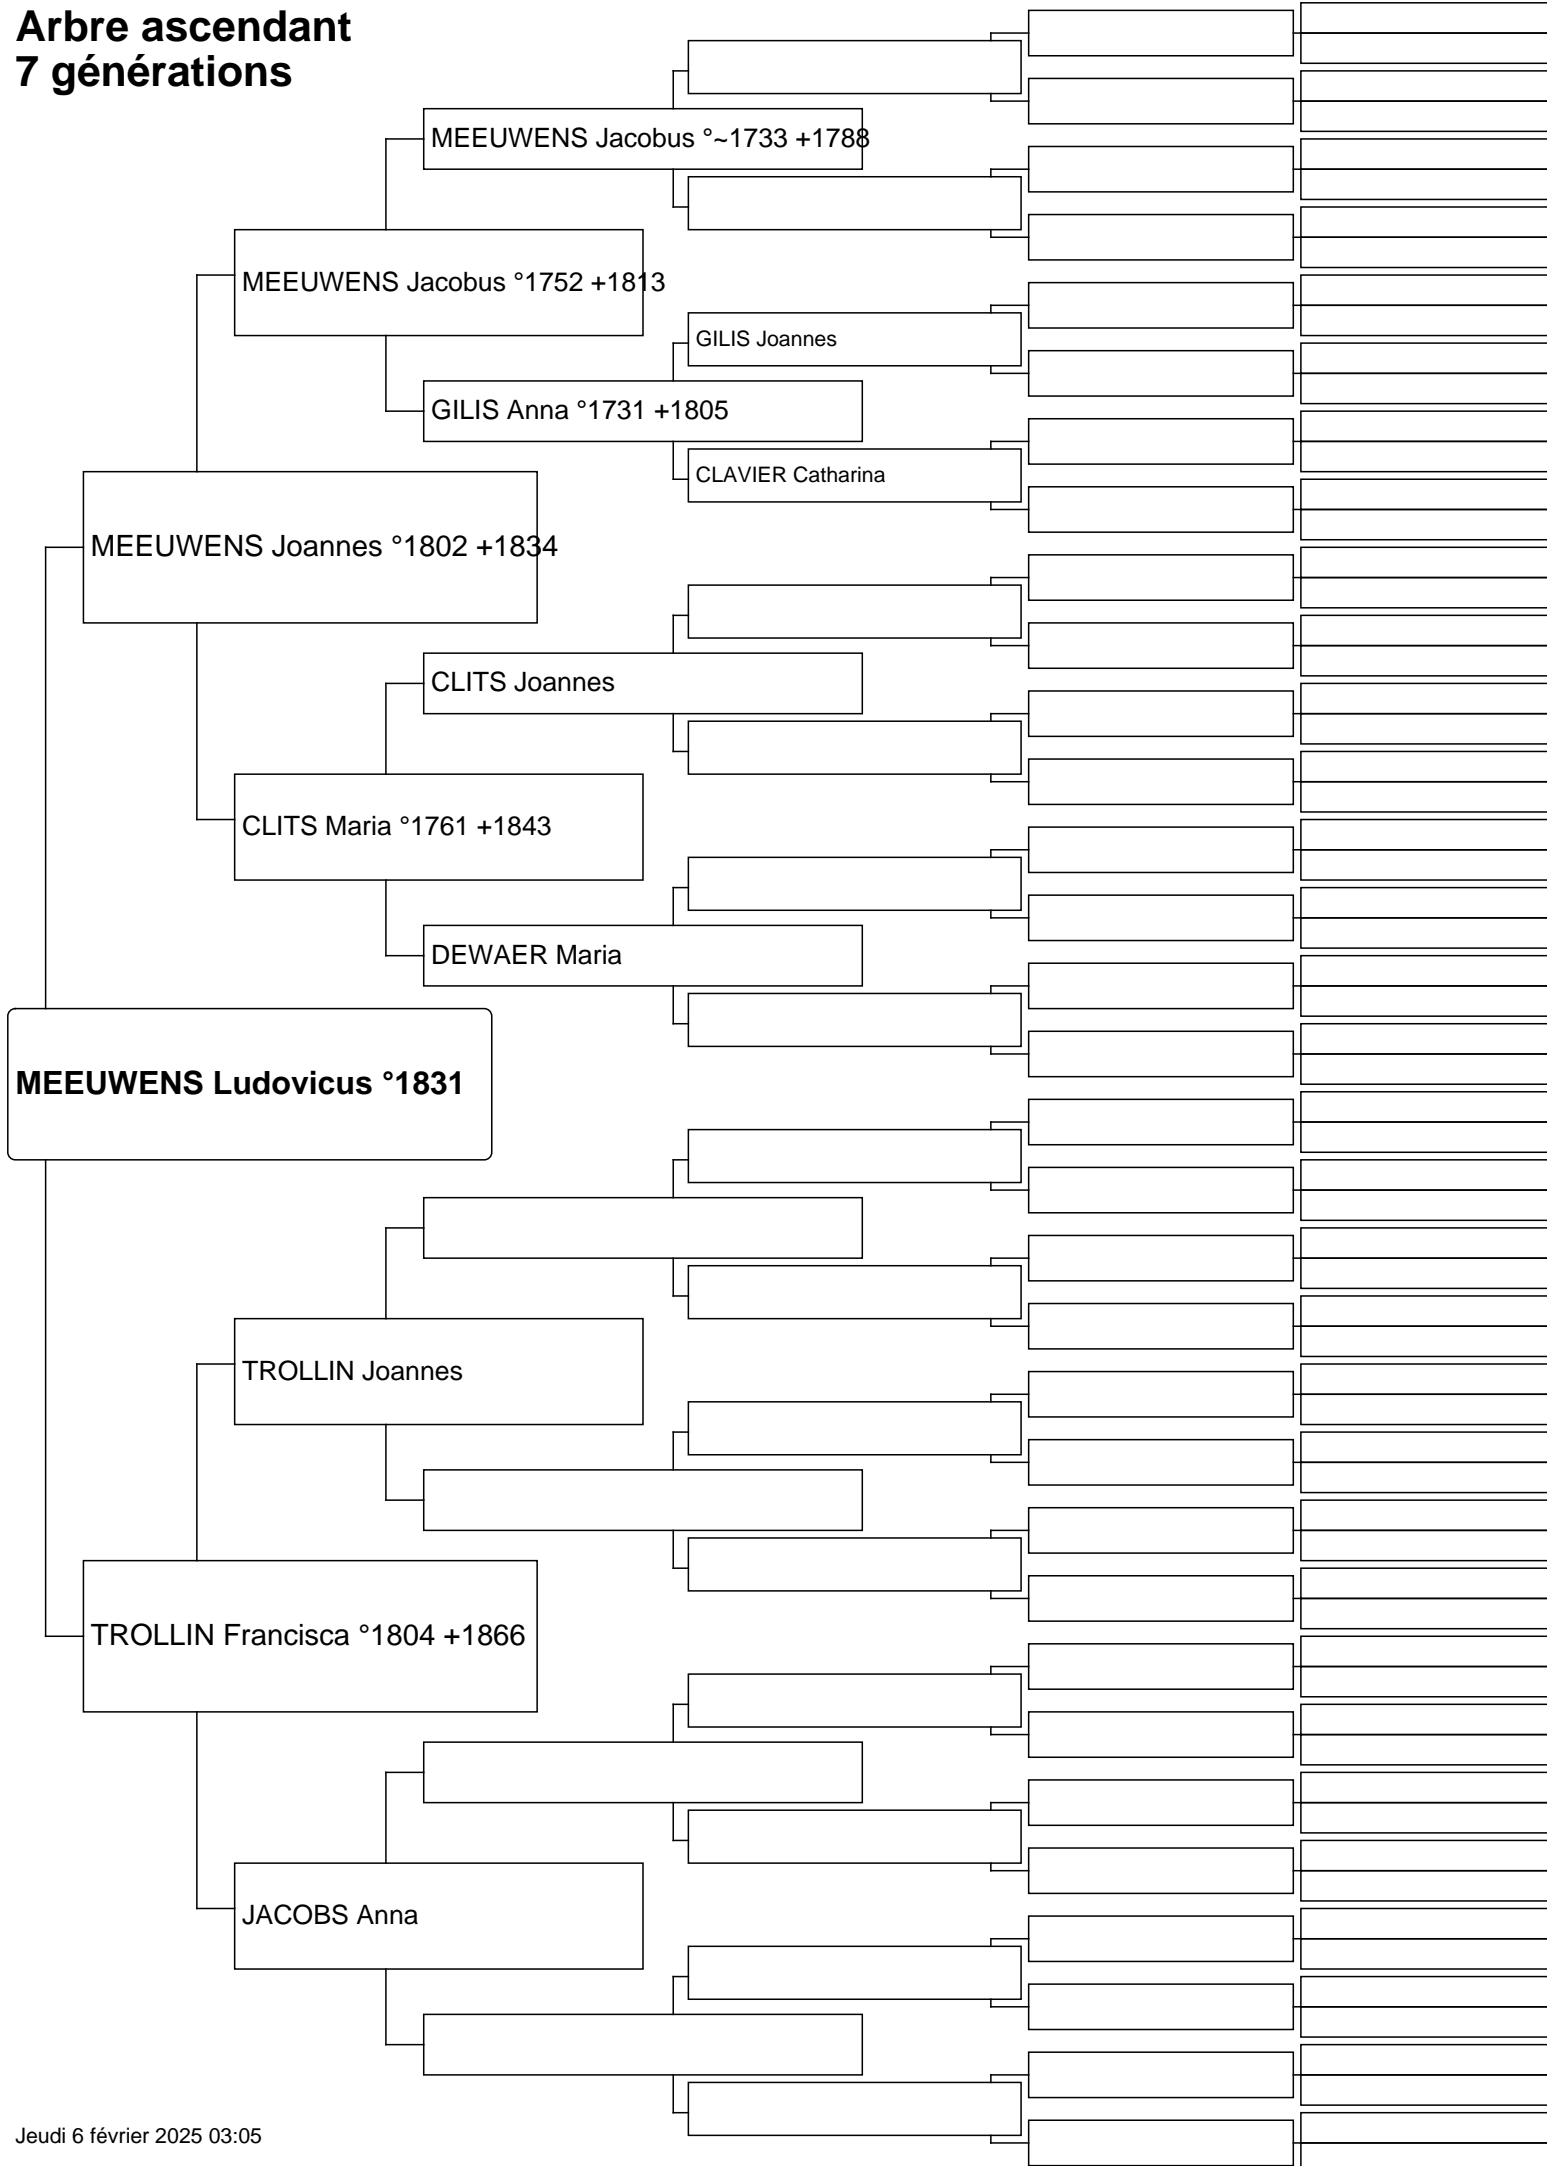 Arbre ascendant
7 générations
MEEUWENS Jacobus °~1733 +1788
MEEUWENS Jacobus °1752 +1813
GILIS Joannes
GILIS Anna °1731 +1805
CLAVIER Catharina
MEEUWENS Joannes °1802 +1834
CLITS Joannes
CLITS Maria °1761 +1843
DEWAER Maria
MEEUWENS Ludovicus °1831
TROLLIN Joannes
TROLLIN Francisca °1804 +1866
JACOBS Anna
Jeudi 6 février 2025 03:05